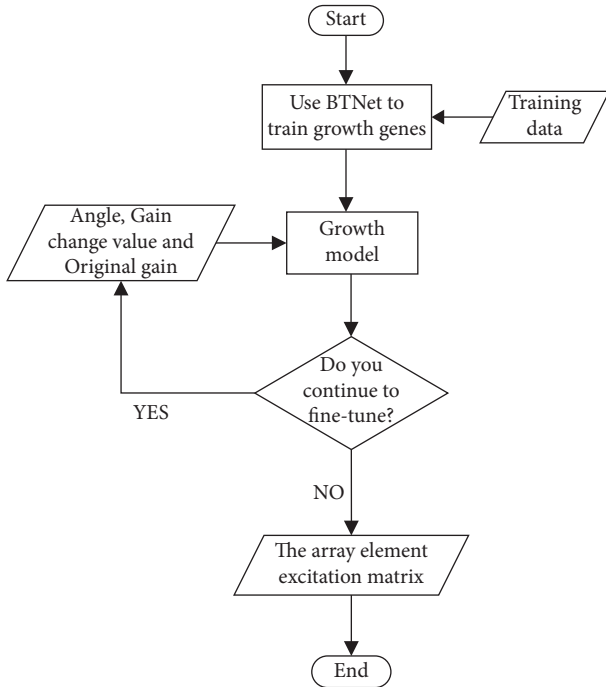 Start
Use BTNet to
train growth genes
Training
data
Angle, Gain
change value and
Original gain
Growth
model
Do you
continue to
fine-tune?
YES
NO
The array element
excitation matrix
End